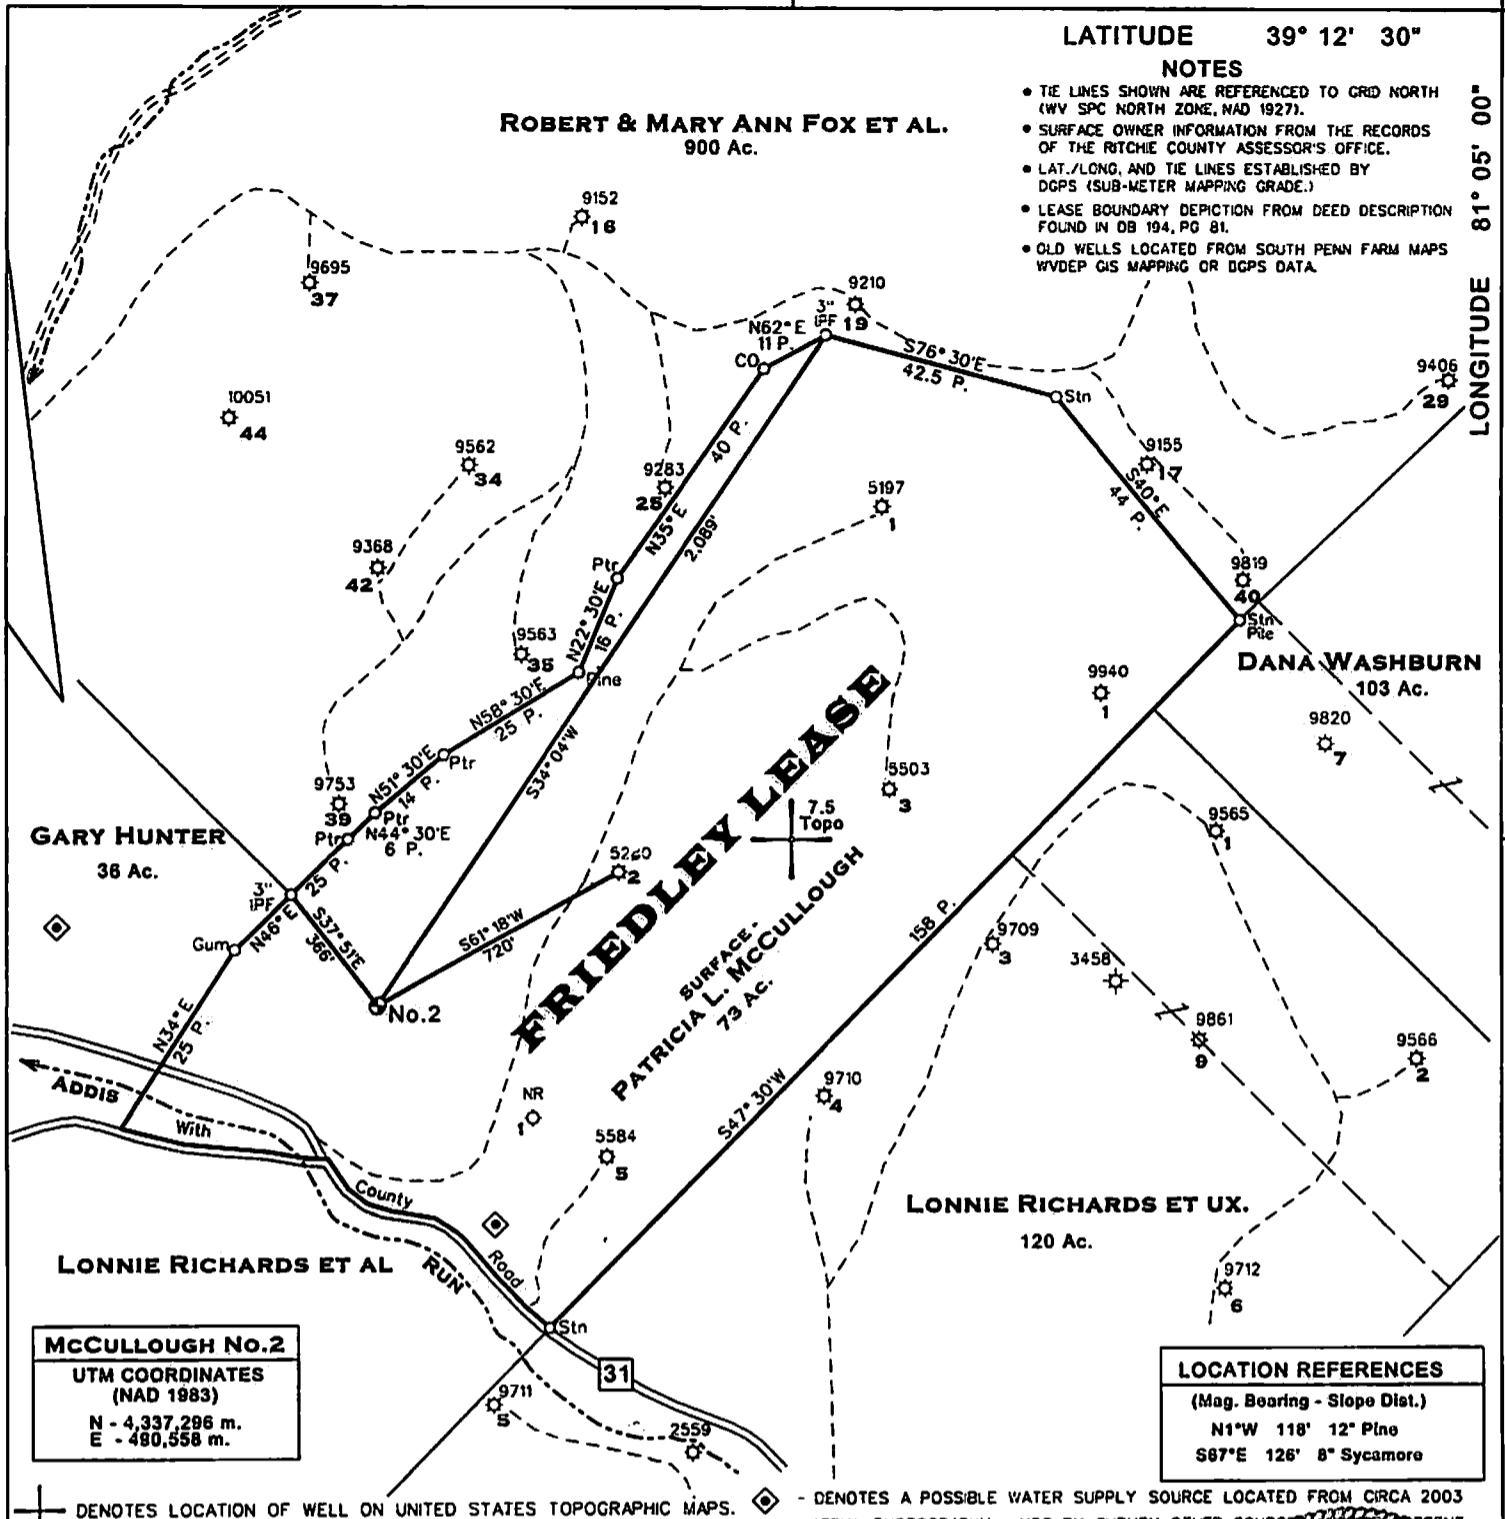 LATITUDE 39° 12' 30"
NOTES
• TIE LINES SHOWN ARE REFERENCED TO GRID NORTH
(WV SPC NORTH ZONE, NAD 1927).
• SURFACE OWNER INFORMATION FROM THE RECORDS
OF THE RITCHIE COUNTY ASSESSOR'S OFFICE.
• LAT./LONG, AND TIE LINES ESTABLISHED BY
DGPS (SUB-METER MAPPING GRADE.)
• LEASE BOUNDARY DEPICTION FROM DEED DESCRIPTION
FOUND IN DB 194, PG 81.
• OLD WELLS LOCATED FROM SOUTH PENN FARM MAPS
WVDEP GIS MAPPING OR DGPS DATA.
LONGITUDE 81° 05' 00"
ROBERT & MARY ANN FOX ET AL.
900 Ac.
9152
16
9695
37
9210
19
3"
IPF
N62°E
11 P.
CO
S76°30'E
42.5 P.
Stn
9406
29
10051
44
9562
34
9283
25
40 P.
N35°E
2,089'
5197
1
9155
17
S40°E
44 P.
9368
42
Ptr
9819
40
Stn
Pile
9563
35
N22°30'E
16 P.
Pine
DANA WASHBURN
103 Ac.
9940
1
9820
7
N58°30'E
25 P.
Ptr
S34°04'W
N51°30'E
14 P.
Ptr
9753
39
Ptr
N44°30'E
6 P.
5503
3
7.5
Topo
9565
1
GARY HUNTER
36 Ac.
3"
IPF
25 P.
N46°E
Gum
S37°51'E
366'
52 0
2
S61°18'W
720'
No.2
FRIEDLEY LEASE
SURFACE-
PATRICIA L. MCCULLOUGH
73 Ac.
158 P.
S47°30'W
9709
3
3458
9861
9
9566
2
N34°E
25 P.
ADDIS
With
County
Road
RUN
NR
1
5584
5
9710
4
LONNIE RICHARDS ET UX.
120 Ac.
LONNIE RICHARDS ET AL
9712
6
Stn
31
9711
5
2559
MCCULLOUGH No.2
UTM COORDINATES
(NAD 1983)
N - 4,337,296 m.
E - 480,558 m.
LOCATION REFERENCES
(Mag. Bearing - Slope Dist.)
N1°W 118' 12" Pine
S67°E 126' 8" Sycamore
DENOTES LOCATION OF WELL ON UNITED STATES TOPOGRAPHIC MAPS.
- DENOTES A POSSIBLE WATER SUPPLY SOURCE LOCATED FROM CIRCA 2003